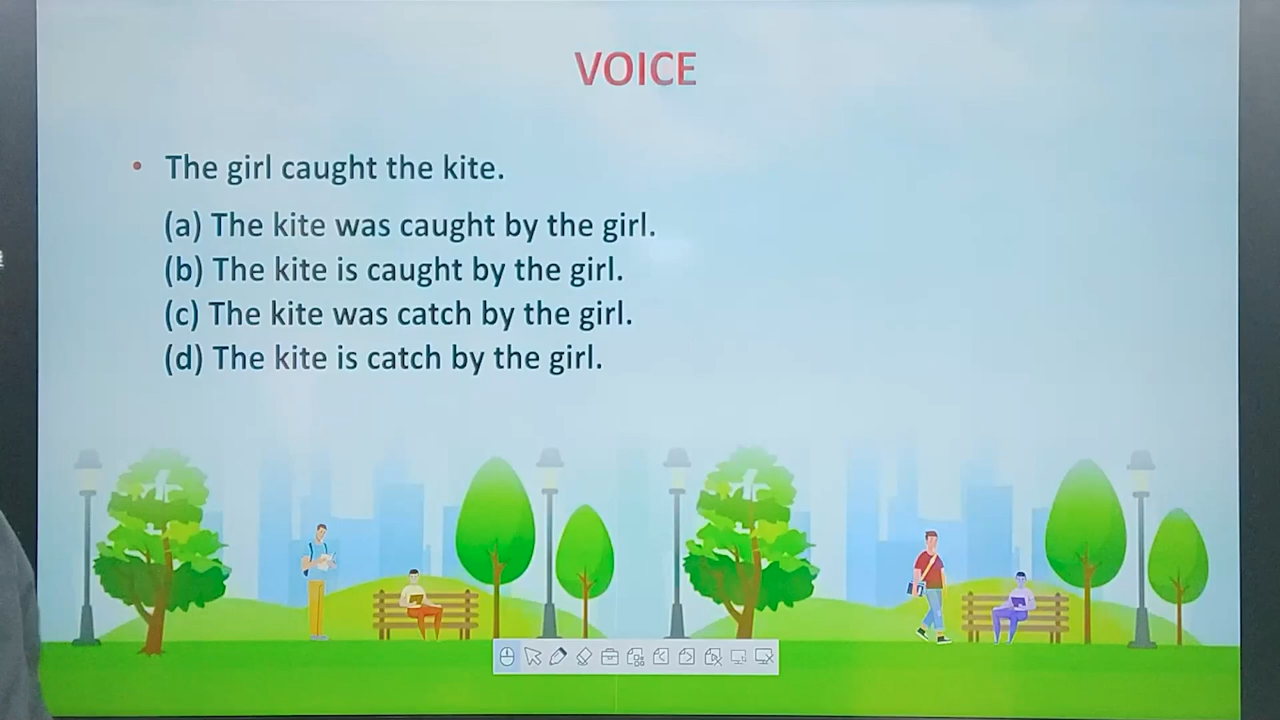 VOICE
• The girl caught the kite.
(a) The kite was caught by the girl.
(b) The kite is caught by the girl.
(c) The kite was catch by the girl.
(d) The kite is catch by the girl.